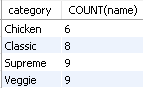 category COUNT(name)
Chicken 6
Classic 8
Supreme 9
Veggie 9